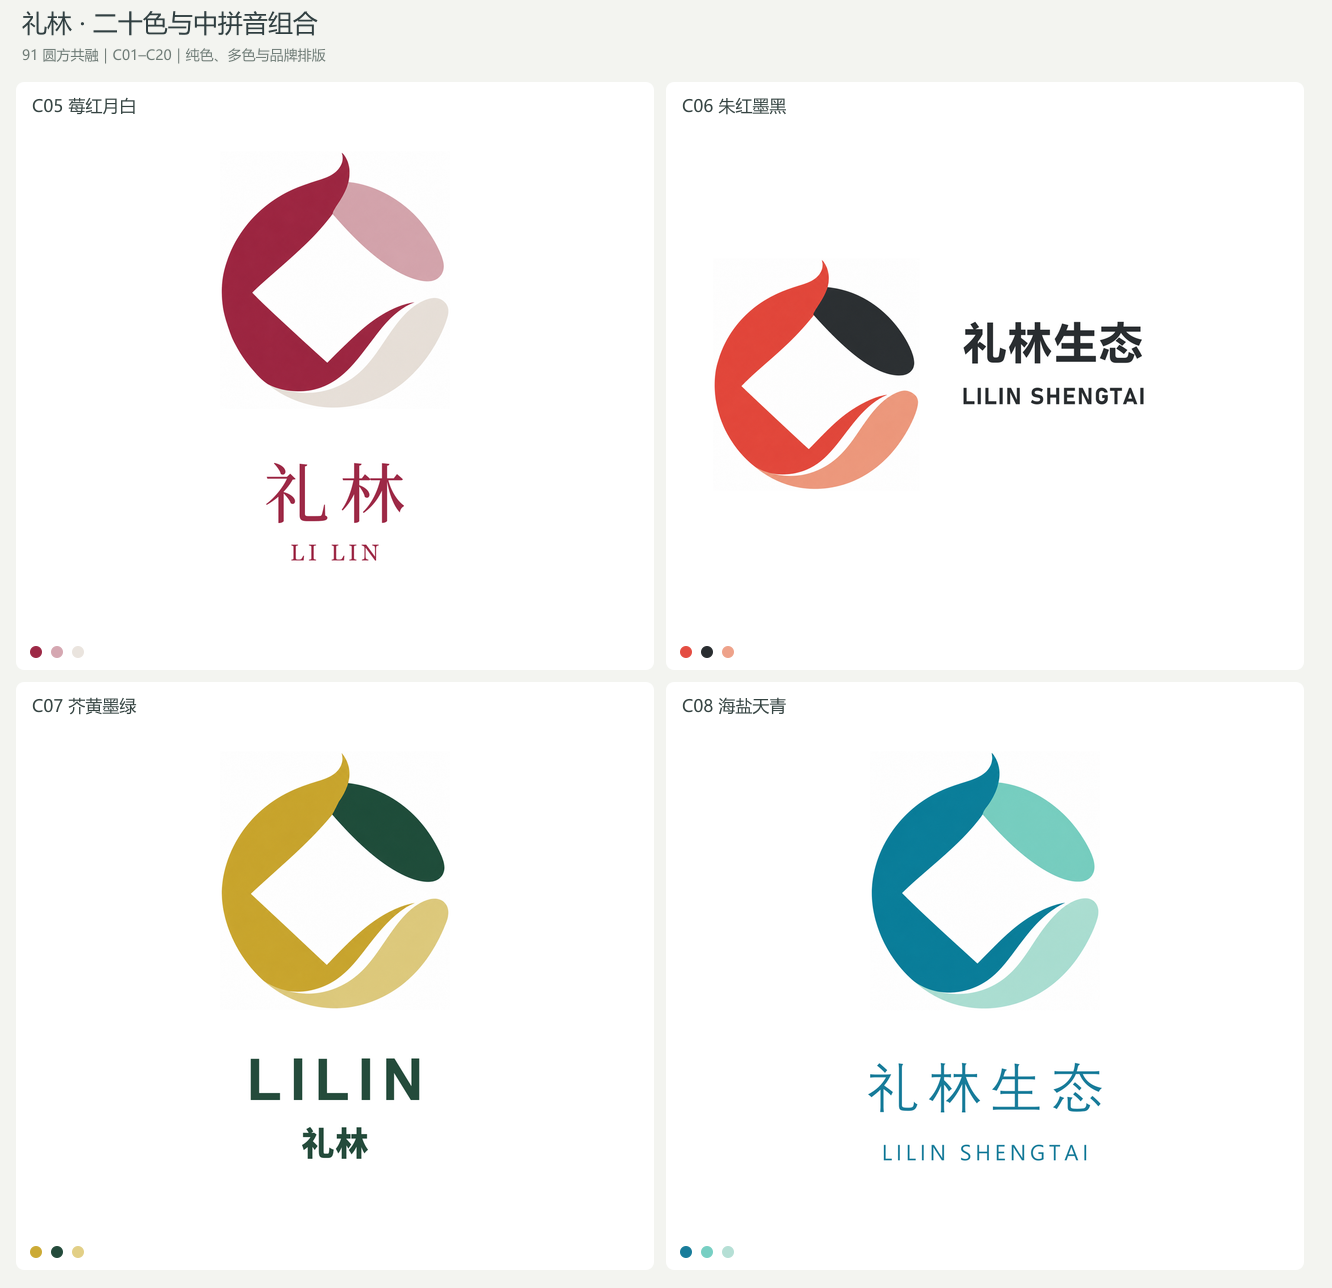 礼林 · 二十色与中拼音组合
91 圆方共融 | C01–C20 | 纯色、多色与品牌排版
C05 莓红月白
礼林
LI LIN
C06 朱红墨黑
礼林生态
LILIN SHENGTAI
C07 芥黄墨绿
LILIN
礼林
C08 海盐天青
礼林生态
LILIN SHENGTAI